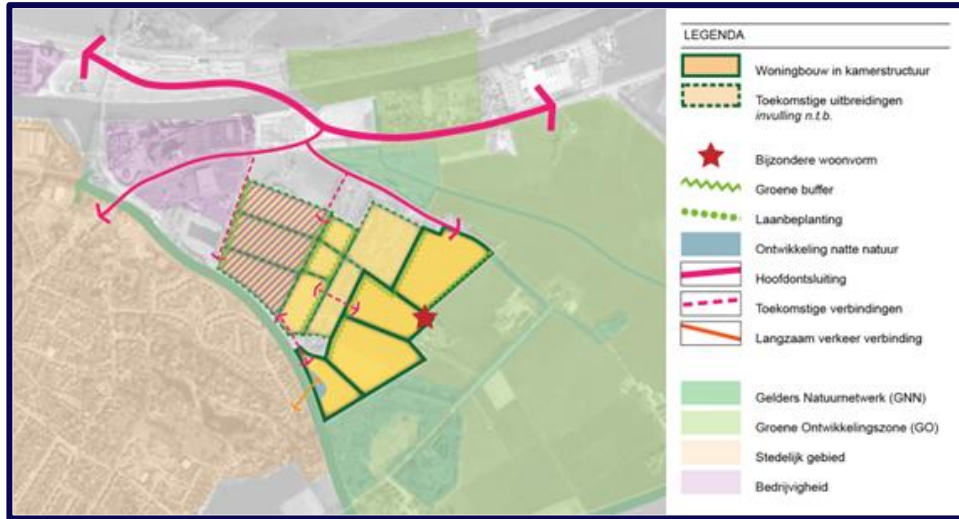 LEGENDA
Woningbouw in kamerstructuur
Toekomstige uitbreidingen
invulling n.t.b.
Bijzondere woonvorm
Groene buffer
Laanbeplanting
Ontwikkeling natte natuur
Hoofdontsluiting
Toekomstige verbindingen
Langzaam verkeer verbinding
Gelders Natuurnetwerk (GNN)
Groene Ontwikkelingszone (GO)
Stedelijk gebied
Bedrijvigheid